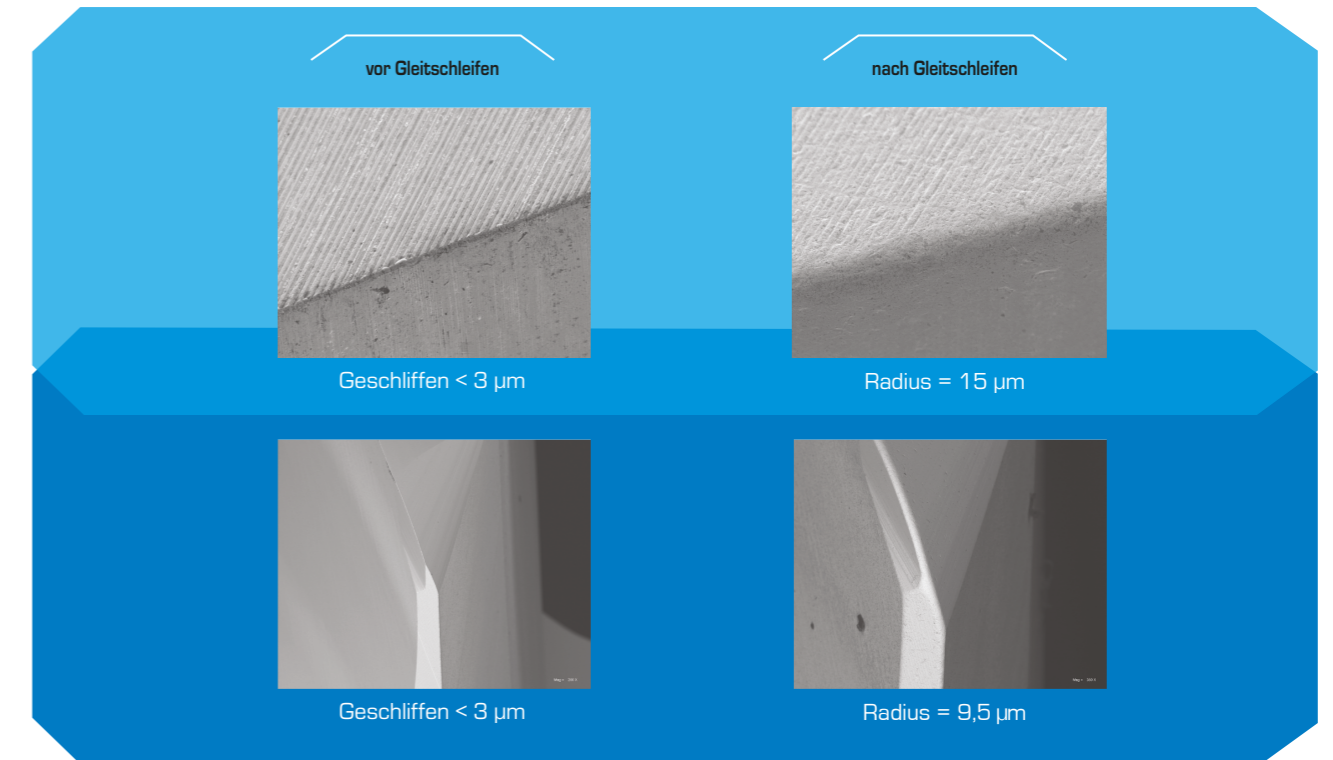 vor Gleitschleifen
nach Gleitschleifen
Geschliffen < 3 µm
Radius = 15 µm
Geschliffen < 3 µm
Radius = 9,5 µm